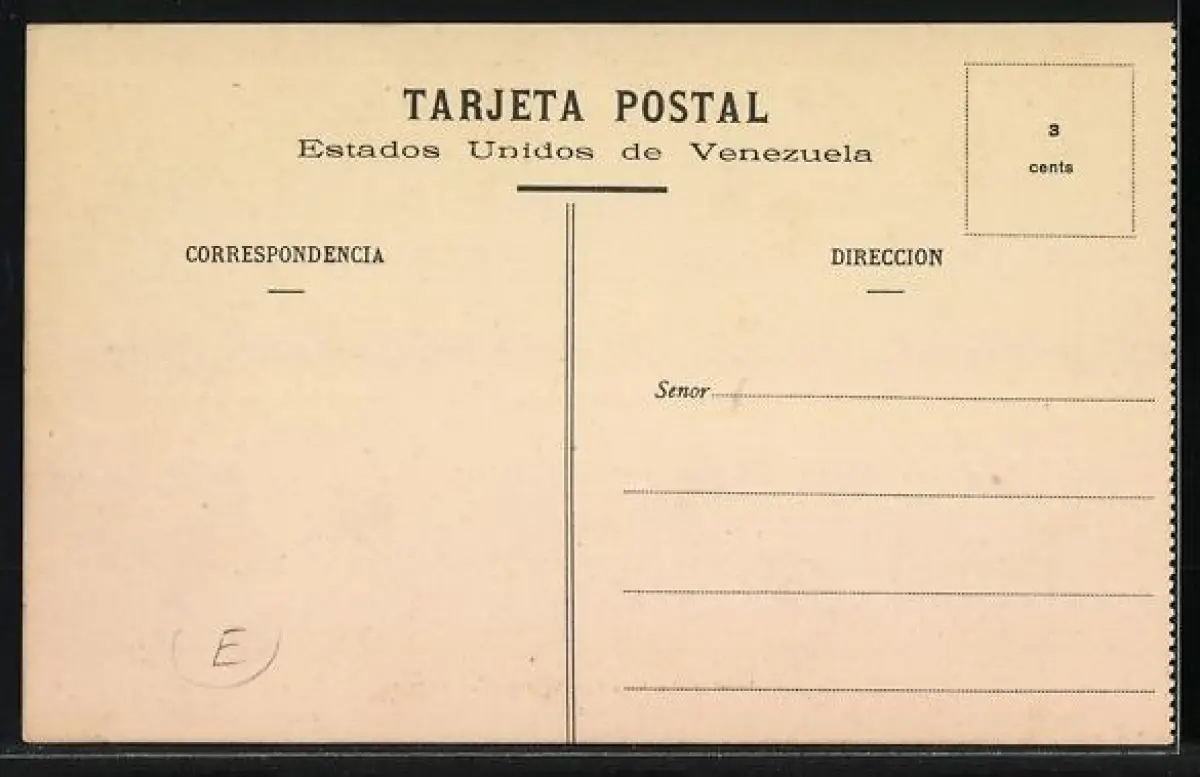 TARJETA POSTAL
Estados Unidos de Venezuela
3
cents
CORRESPONDENCIA
DIRECCION
Senor
E